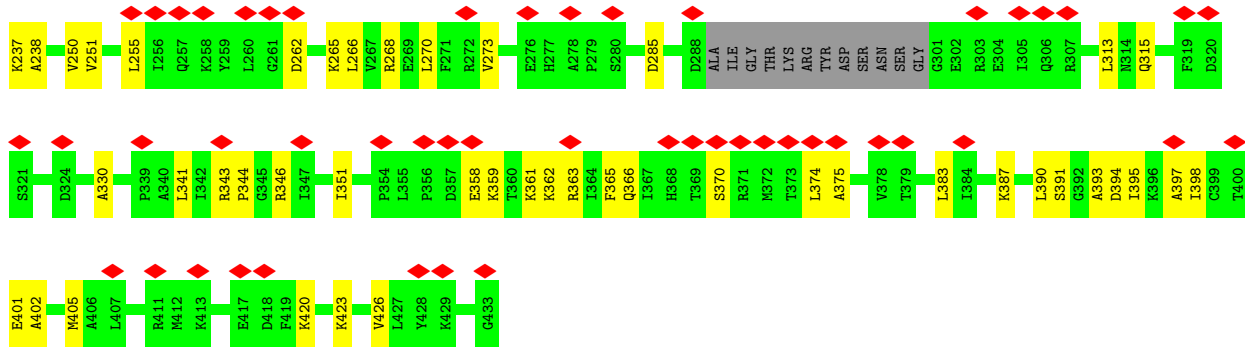 K237 A238 V250 V251 L255 I256 Q257 K258 Y259 L260 G261 D262 K265 L266 V267 R268 E269 L270 F271 R272 V273 E276 H277 A278 P279 S280 D285 D288 ALA ILE GLY THR LYS ARG TYR ASP SER ASN SER GLY G301 E302 R303 E304 I305 Q306 R307 L313 N314 Q315 F319 D320
S321 D324 A330 P339 A340 L341 I342 R343 P344 G345 R346 I347 I351 P354 L355 P356 D357 E358 K359 T360 K361 K362 R363 I364 F365 Q366 I367 H368 T369 S370 R371 M372 T373 L374 A375 V378 T379 L383 I384 K387 L390 S391 G392 A393 D394 I395 K396 A397 I398 C399 T400
E401 A402 M405 A406 L407 R411 M412 K413 E417 D418 F419 K420 K423 V426 L427 Y428 K429 G433